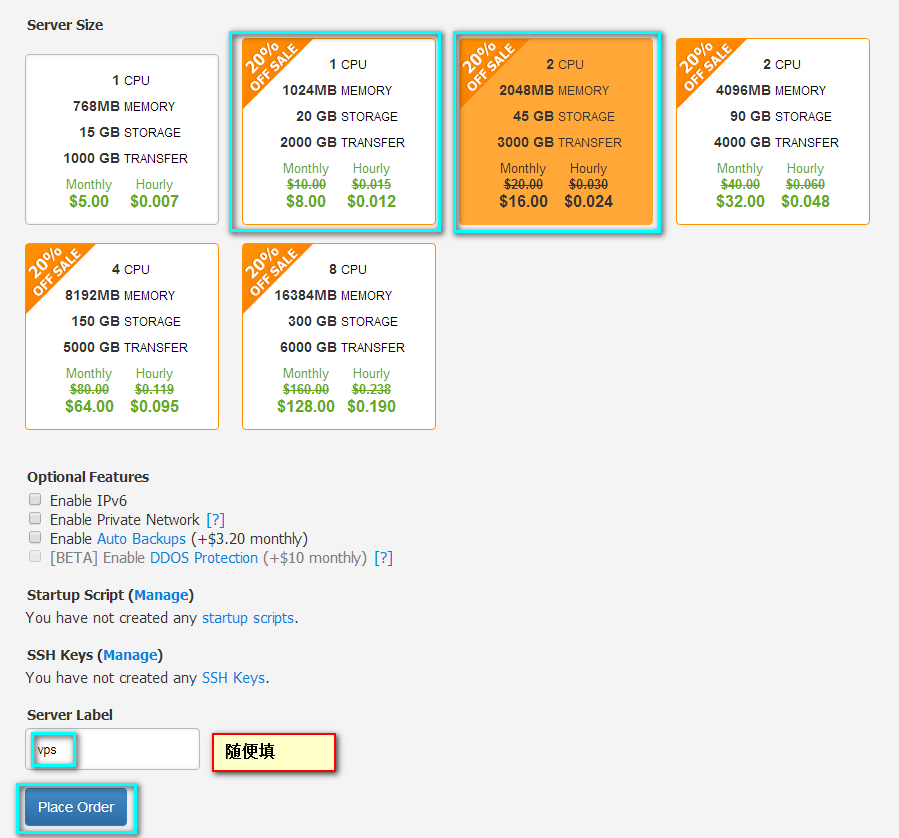 Server Size
1 CPU
768MB MEMORY
15 GB STORAGE
1000 GB TRANSFER
Monthly Hourly
$5.00 $0.007
20% OFF SALE
1 CPU
1024MB MEMORY
20 GB STORAGE
2000 GB TRANSFER
Monthly Hourly
$10.00 $0.015
$8.00 $0.012
20% OFF SALE
2 CPU
2048MB MEMORY
45 GB STORAGE
3000 GB TRANSFER
Monthly Hourly
$20.00 $0.030
$16.00 $0.024
20% OFF SALE
2 CPU
4096MB MEMORY
90 GB STORAGE
4000 GB TRANSFER
Monthly Hourly
$40.00 $0.060
$32.00 $0.048
20% OFF SALE
4 CPU
8192MB MEMORY
150 GB STORAGE
5000 GB TRANSFER
Monthly Hourly
$80.00 $0.119
$64.00 $0.095
20% OFF SALE
8 CPU
16384MB MEMORY
300 GB STORAGE
6000 GB TRANSFER
Monthly Hourly
$160.00 $0.238
$128.00 $0.190
Optional Features
Enable IPv6
Enable Private Network [?]
Enable Auto Backups (+$3.20 monthly)
[BETA] Enable DDOS Protection (+$10 monthly) [?]
Startup Script (Manage)
You have not created any startup scripts.
SSH Keys (Manage)
You have not created any SSH Keys.
Server Label
vps
随便填
Place Order